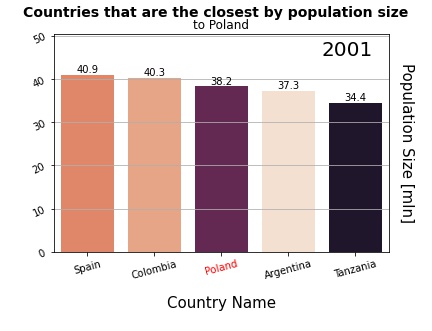 Countries that are the closest by population size
to Poland
2001
50
40
30
20
10
0
40.9
40.3
38.2
37.3
34.4
Spain
Colombia
Poland
Argentina
Tanzania
Country Name
Population Size [mln]